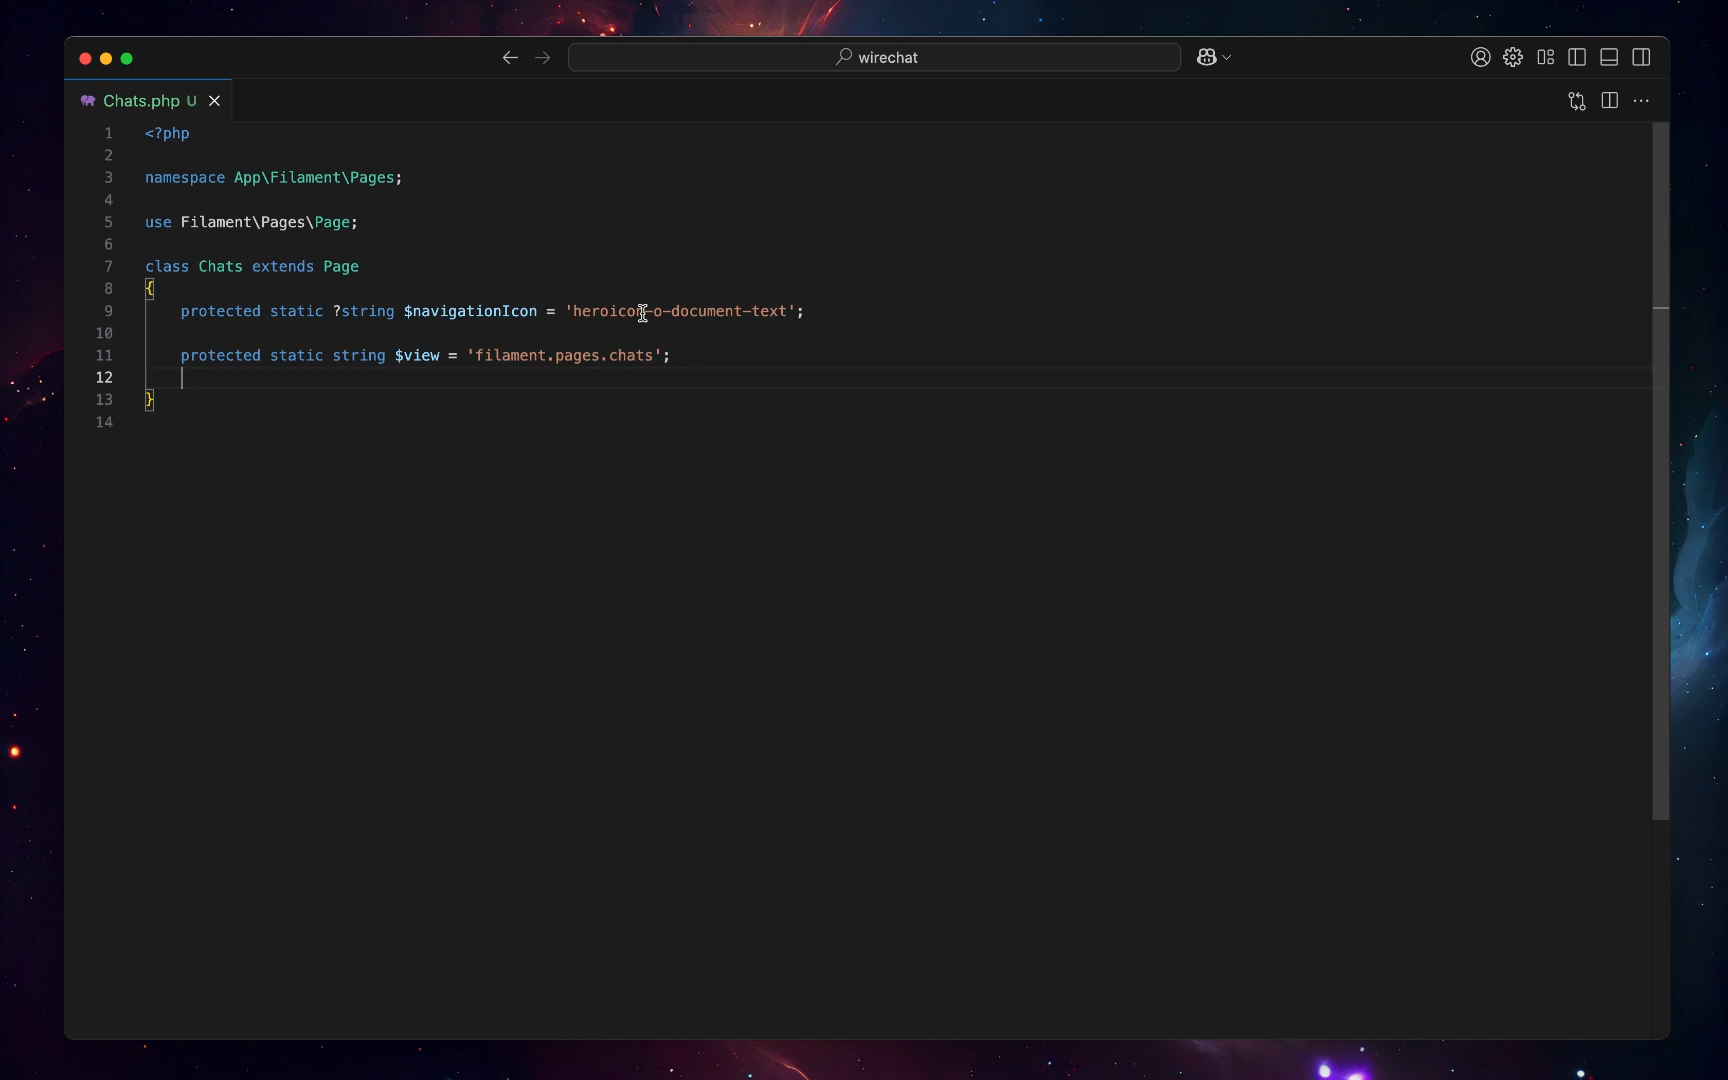 wirechat
Chats.php U
1 <?php
2
3 namespace App\Filament\Pages;
4
5 use Filament\Pages\Page;
6
7 class Chats extends Page
8 {
9 protected static ?string $navigationIcon = 'heroicon-o-document-text';
10
11 protected static string $view = 'filament.pages.chats';
12
13 }
14